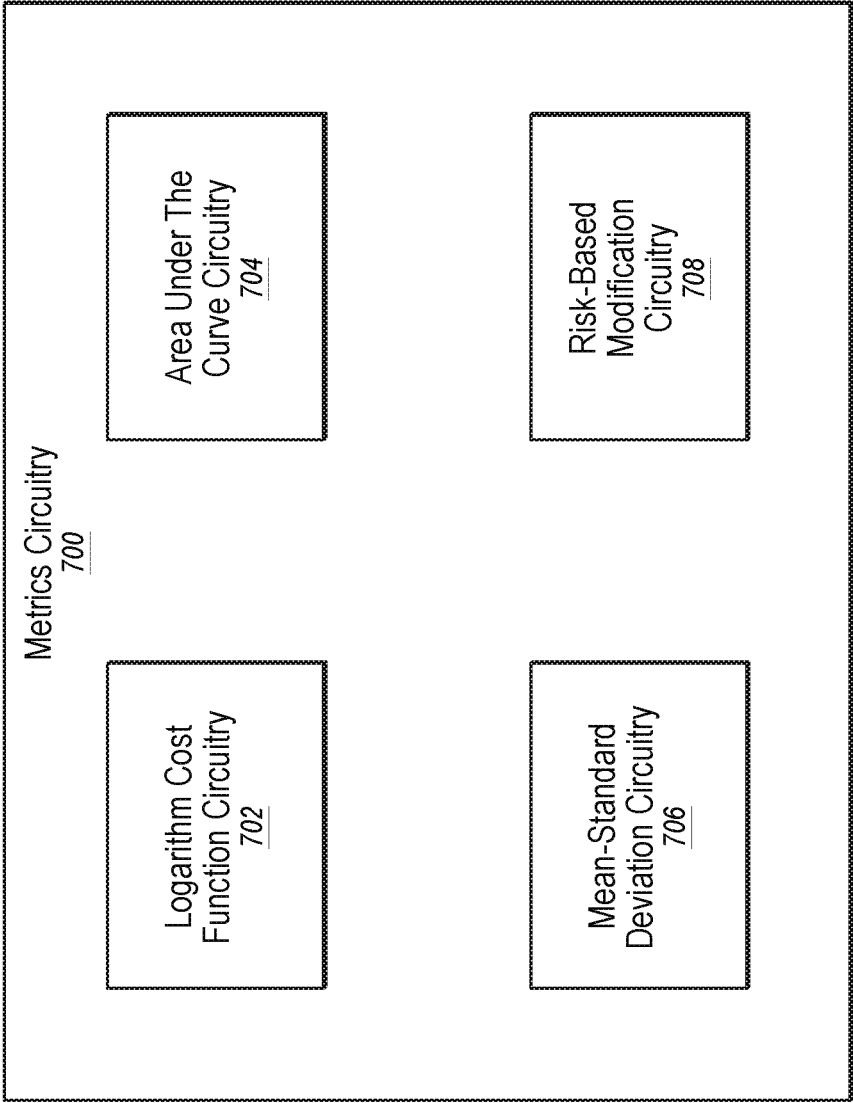 Metrics Circuitry
700
Logarithm Cost
Function Circuitry
702
Area Under The
Curve Circuitry
704
Mean-Standard
Deviation Circuitry
706
Risk-Based
Modification
Circuitry
708